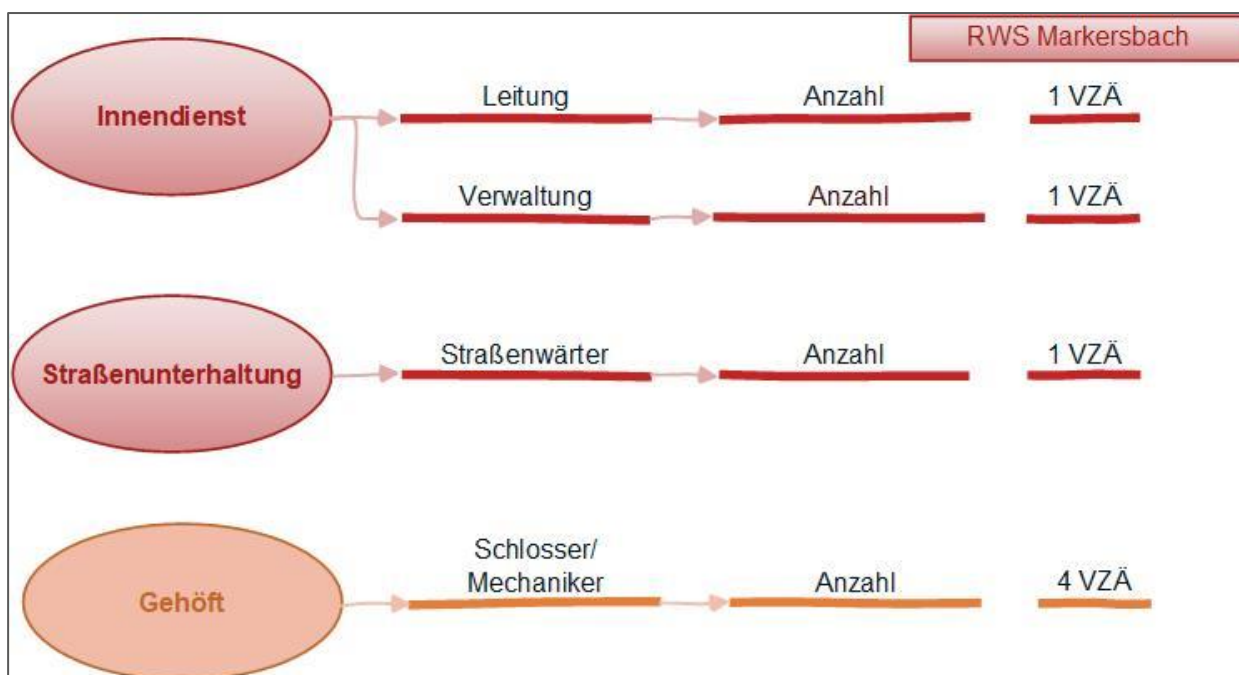 RWS Markersbach
Innendienst
Leitung
Anzahl
1 VZÄ
Verwaltung
Anzahl
1 VZÄ
Straßenunterhaltung
Straßenwärter
Anzahl
1 VZÄ
Gehöft
Schlosser/
Mechaniker
Anzahl
4 VZÄ